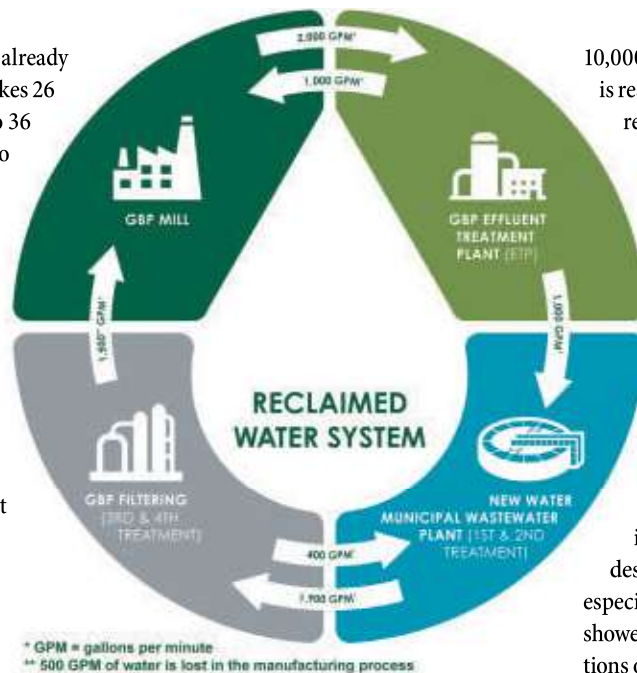 already
kes 26
o 36
o
t
2,000 GPM*
1,000 GPM*
GBP MILL
GBP EFFLUENT
TREATMENT
PLANT (ETP)
1,000 GPM*
1,500** GPM*
RECLAIMED
WATER SYSTEM
GBP FILTERING
(3RD & 4TH
TREATMENT)
NEW WATER
MUNICIPAL WASTEWATER
PLANT (1ST & 2ND
TREATMENT)
400 GPM*
1,900 GPM*
* GPM = gallons per minute
** 500 GPM of water is lost in the manufacturing process
10,000
is rea
re
i
des
especi
showe
tions o